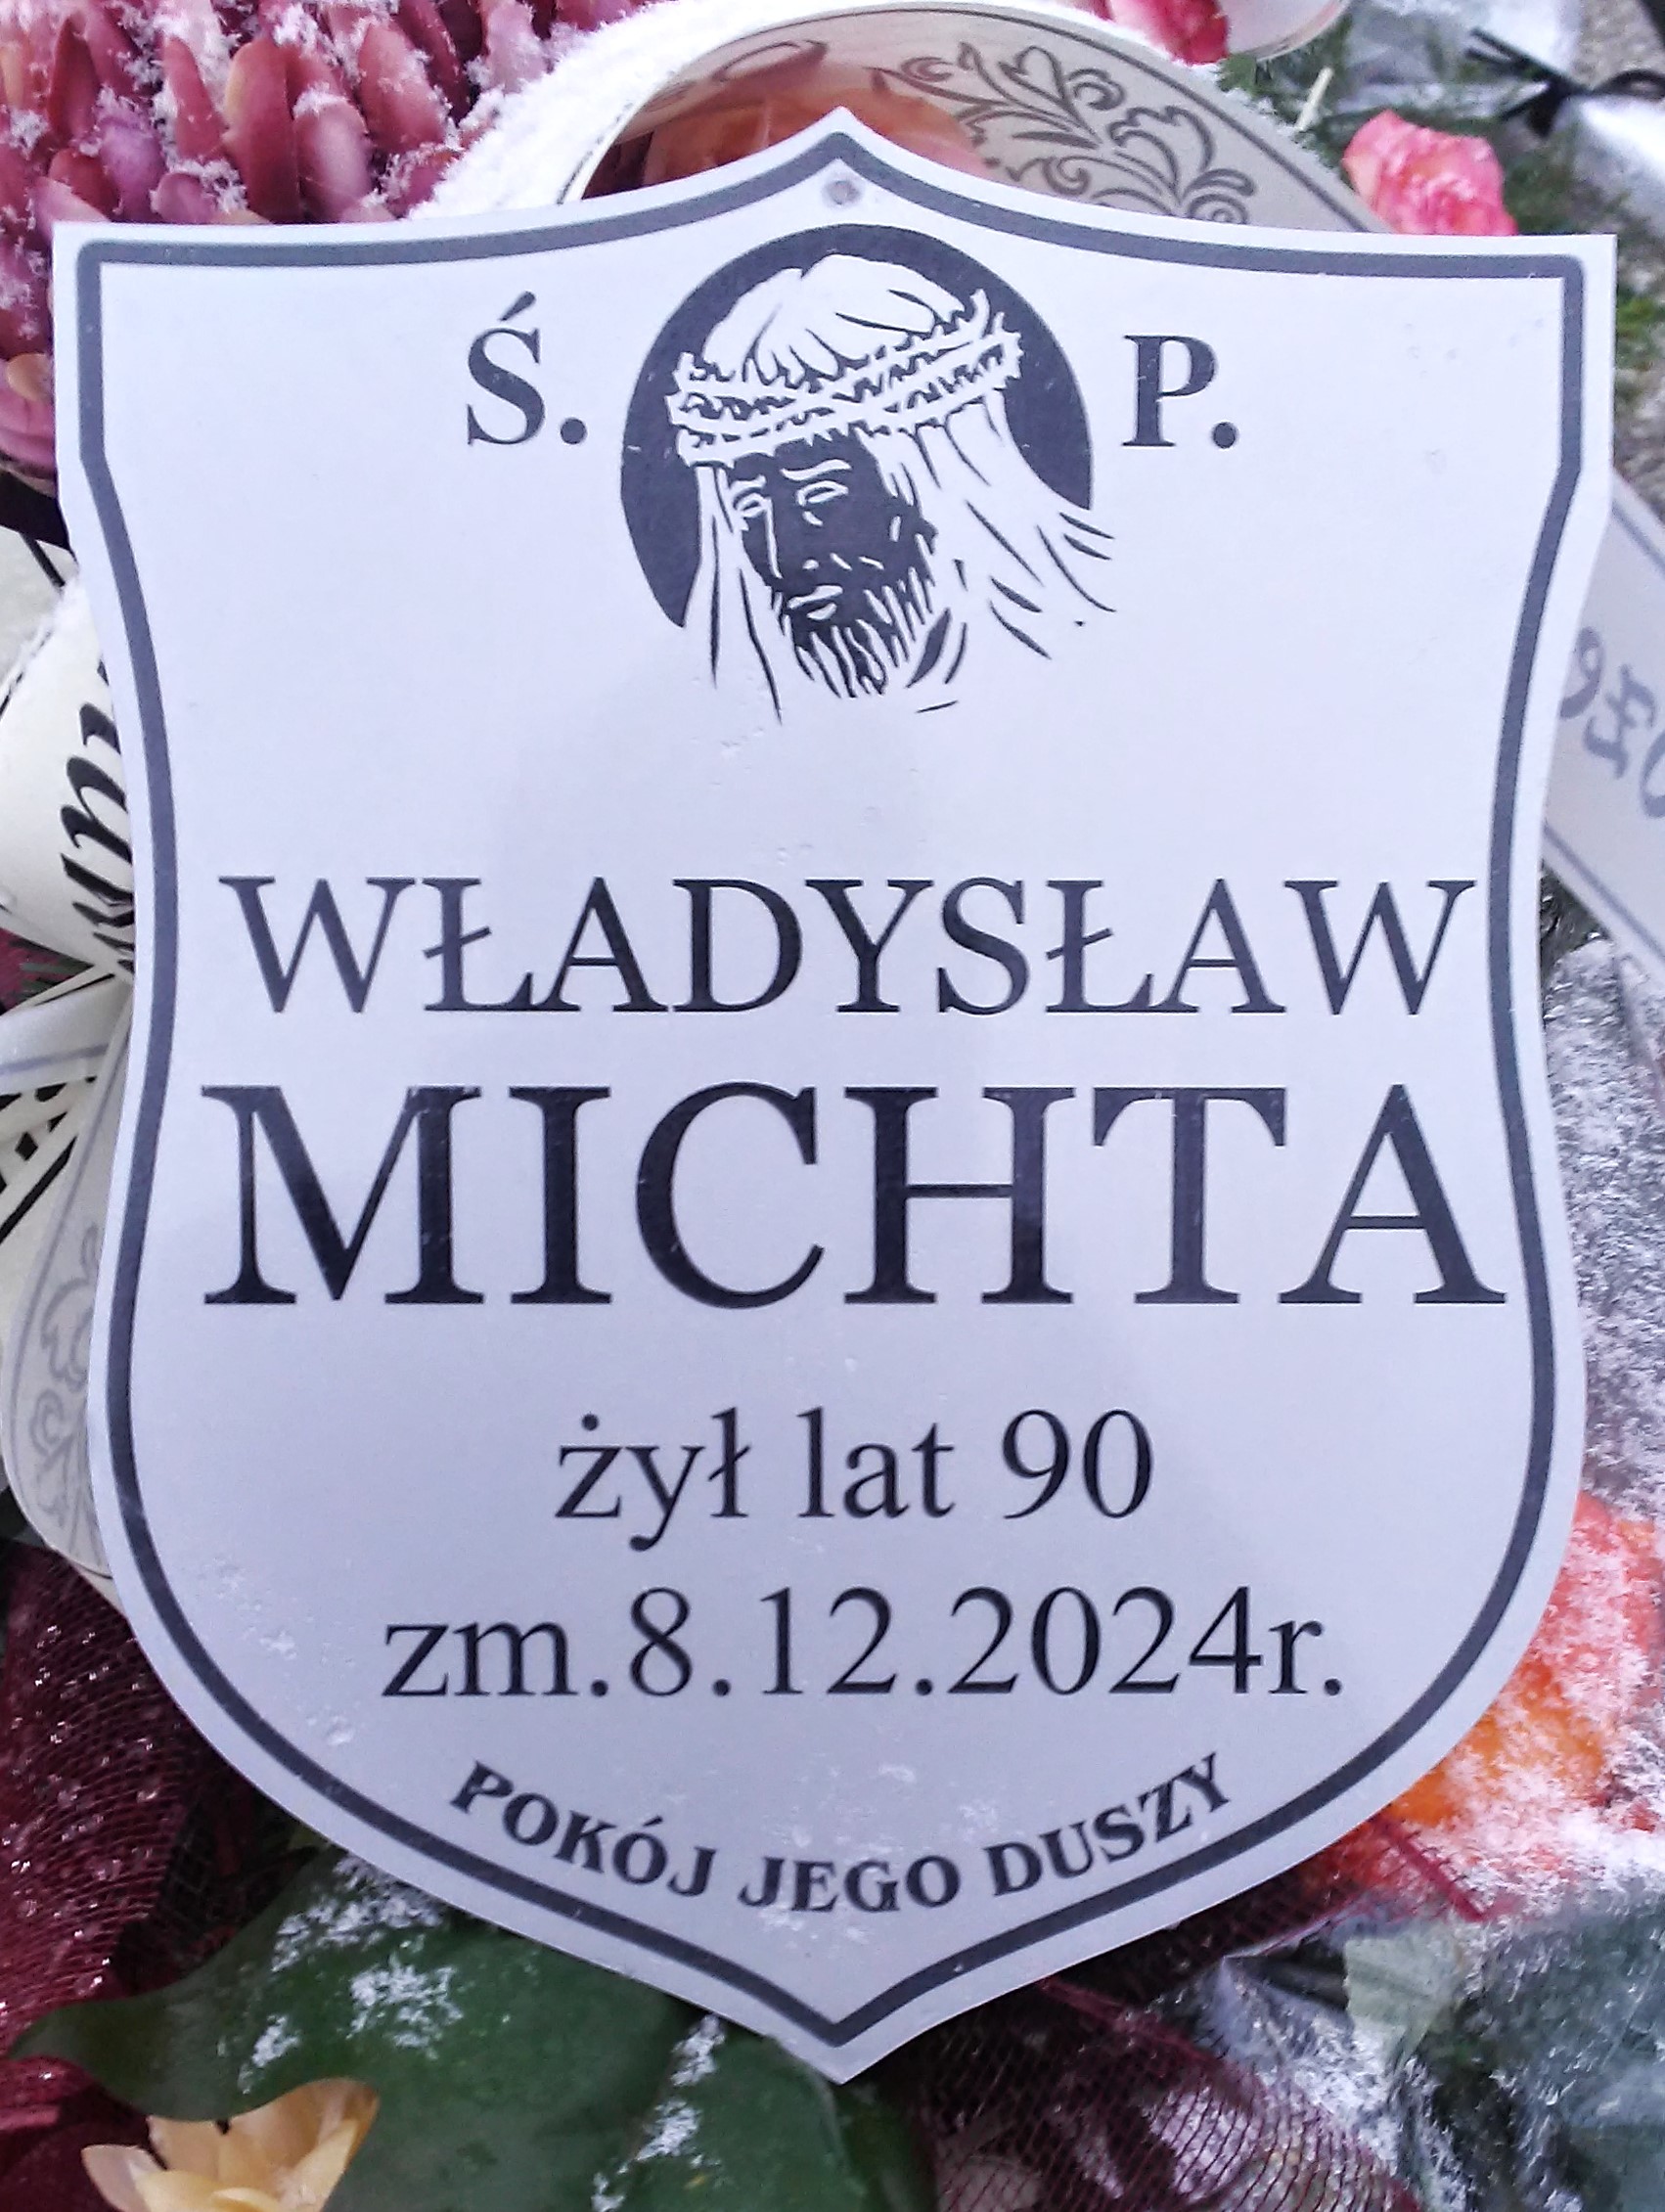 Ś. P.
WŁADYSŁAW
MICHTA
żył lat 90
zm.8.12.2024r.
POKÓJ JEGO DUSZY